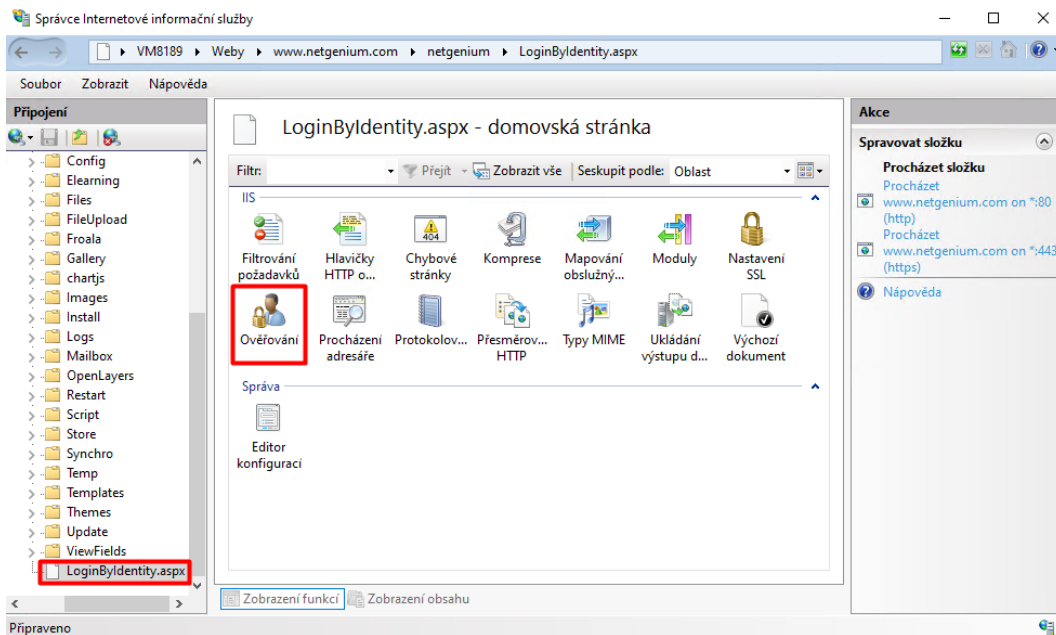 Správce Internetové informační služby
VM8189 Weby www.netgenium.com netgenium LoginByIdentity.aspx
Soubor Zobrazit Nápověda
Připojení
Config
Elearning
Files
FileUpload
Froala
Gallery
chartjs
Images
Install
Logs
Mailbox
OpenLayers
Restart
Script
Store
Synchro
Temp
Templates
Themes
Update
ViewFields
LoginByIdentity.aspx
LoginByIdentity.aspx - domovská stránka
Filtr: Přejít Zobrazit vše Seskupit podle: Oblast
IIS
404
Filtrování požadavků
Hlavičky HTTP o...
Chybové stránky
Komprese
Mapování obslužný...
Moduly
Nastavení SSL
Ověřování
Procházení adresáře
Protokolov...
Přesměrov... HTTP
Typy MIME
Ukládání výstupu d...
Výchozí dokument
Správa
Editor konfigurací
Zobrazení funkcí Zobrazení obsahu
Akce
Spravovat složku
Procházet složku
Procházet
www.netgenium.com on *:80
(http)
Procházet
www.netgenium.com on *:443
(https)
Nápověda
Připraveno